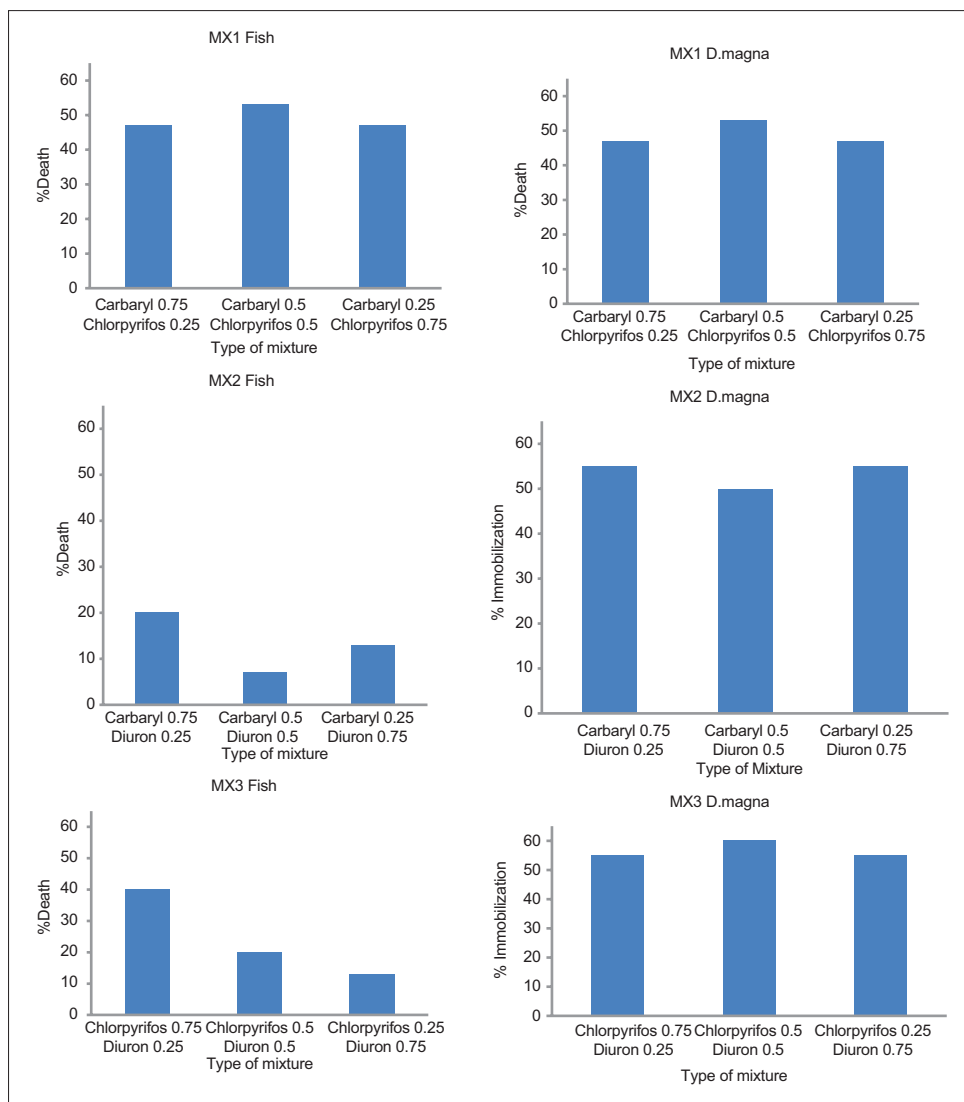 MX1 Fish
%Death
60
50
40
30
20
10
0
Carbaryl 0.75 Carbaryl 0.5 Carbaryl 0.25
Chlorpyrifos 0.25 Chlorpyrifos 0.5 Chlorpyrifos 0.75
Type of mixture
MX1 D.magna
%Death
60
50
40
30
20
10
0
Carbaryl 0.75 Carbaryl 0.5 Carbaryl 0.25
Chlorpyrifos 0.25 Chlorpyrifos 0.5 Chlorpyrifos 0.75
Type of mixture
MX2 Fish
%Death
60
50
40
30
20
10
0
Carbaryl 0.75 Carbaryl 0.5 Carbaryl 0.25
Diuron 0.25 Diuron 0.5 Diuron 0.75
Type of mixture
MX2 D.magna
% Immobilization
60
50
40
30
20
10
0
Carbaryl 0.75 Carbaryl 0.5 Carbaryl 0.25
Diuron 0.25 Diuron 0.5 Diuron 0.75
Type of Mixture
MX3 Fish
%Death
60
50
40
30
20
10
0
Chlorpyrifos 0.75 Chlorpyrifos 0.5 Chlorpyrifos 0.25
Diuron 0.25 Diuron 0.5 Diuron 0.75
Type of mixture
MX3 D.magna
% Immobilization
60
50
40
30
20
10
0
Chlorpyrifos 0.75 Chlorpyrifos 0.5 Chlorpyrifos 0.25
Diuron 0.25 Diuron 0.5 Diuron 0.75
Type of mixture